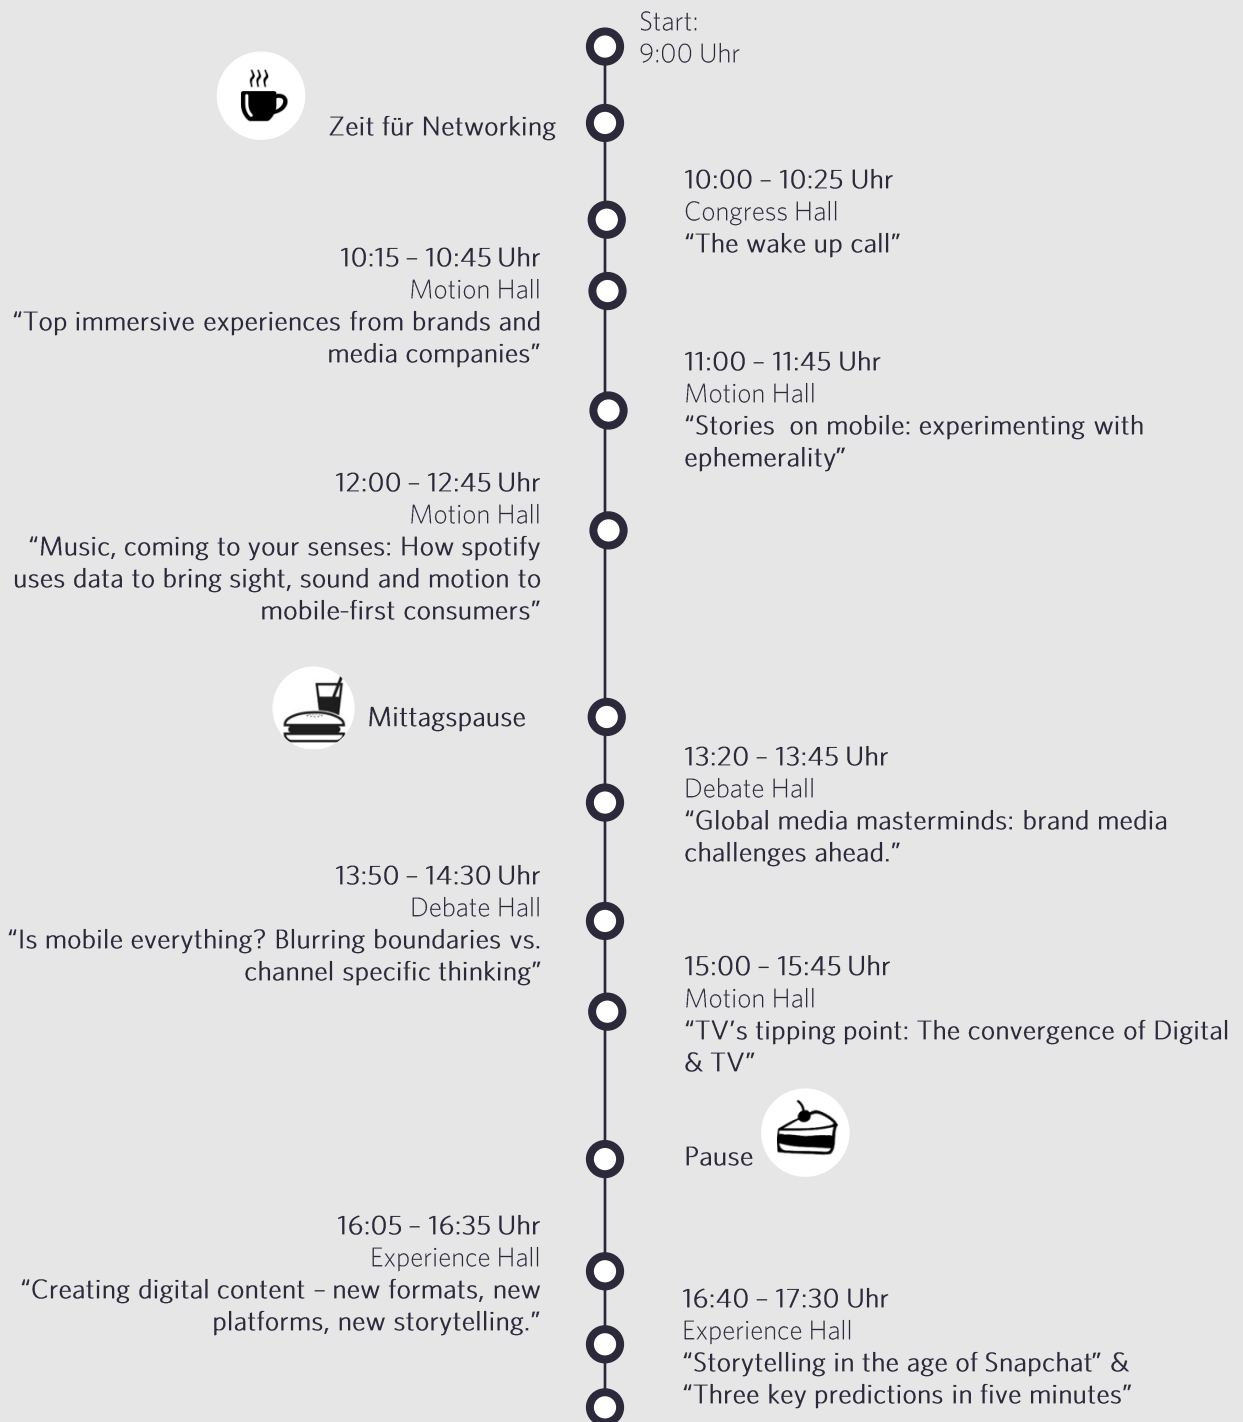 Start:
9:00 Uhr
Zeit für Networking
10:00 – 10:25 Uhr
Congress Hall
“The wake up call”
10:15 – 10:45 Uhr
Motion Hall
“Top immersive experiences from brands and
media companies”
11:00 – 11:45 Uhr
Motion Hall
“Stories  on mobile: experimenting with
ephemerality”
12:00 – 12:45 Uhr
Motion Hall
“Music, coming to your senses: How spotify
uses data to bring sight, sound and motion to
mobile-first consumers”
Mittagspause
13:20 – 13:45 Uhr
Debate Hall
“Global media masterminds: brand media
challenges ahead.”
13:50 – 14:30 Uhr
Debate Hall
“Is mobile everything? Blurring boundaries vs.
channel specific thinking”
15:00 – 15:45 Uhr
Motion Hall
“TV’s tipping point: The convergence of Digital
& TV”
Pause
16:05 – 16:35 Uhr
Experience Hall
“Creating digital content – new formats, new
platforms, new storytelling.”
16:40 – 17:30 Uhr
Experience Hall
“Storytelling in the age of Snapchat” &
“Three key predictions in five minutes”